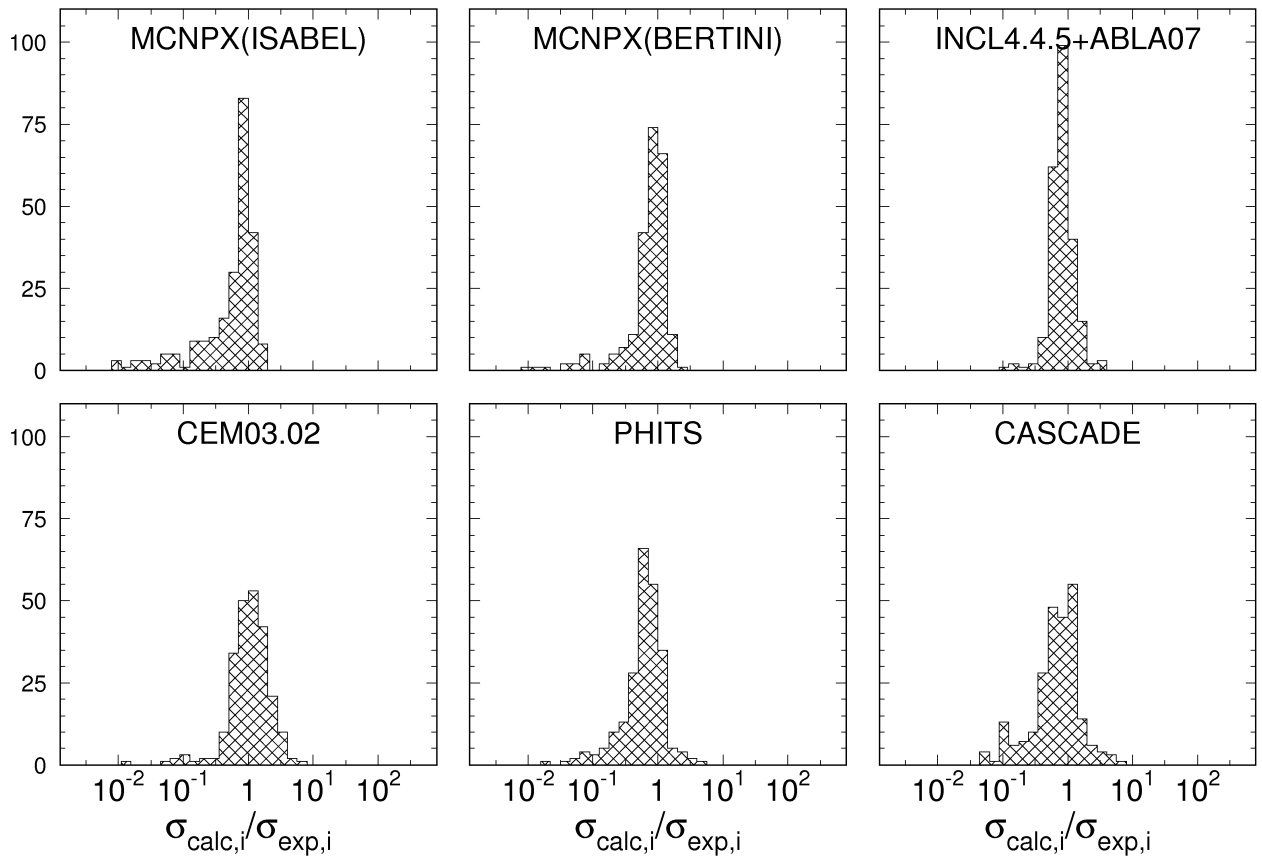 MCNPX(ISABEL) MCNPX(BERTINI) INCL4.4.5+ABLA07
100
75
50
25
0
CEM03.02 PHITS CASCADE
100
75
50
25
0
10^-2 10^-1 1 10^1 10^2 10^-2 10^-1 1 10^1 10^2 10^-2 10^-1 1 10^1 10^2
σcalc,i/σexp,i σcalc,i/σexp,i σcalc,i/σexp,i